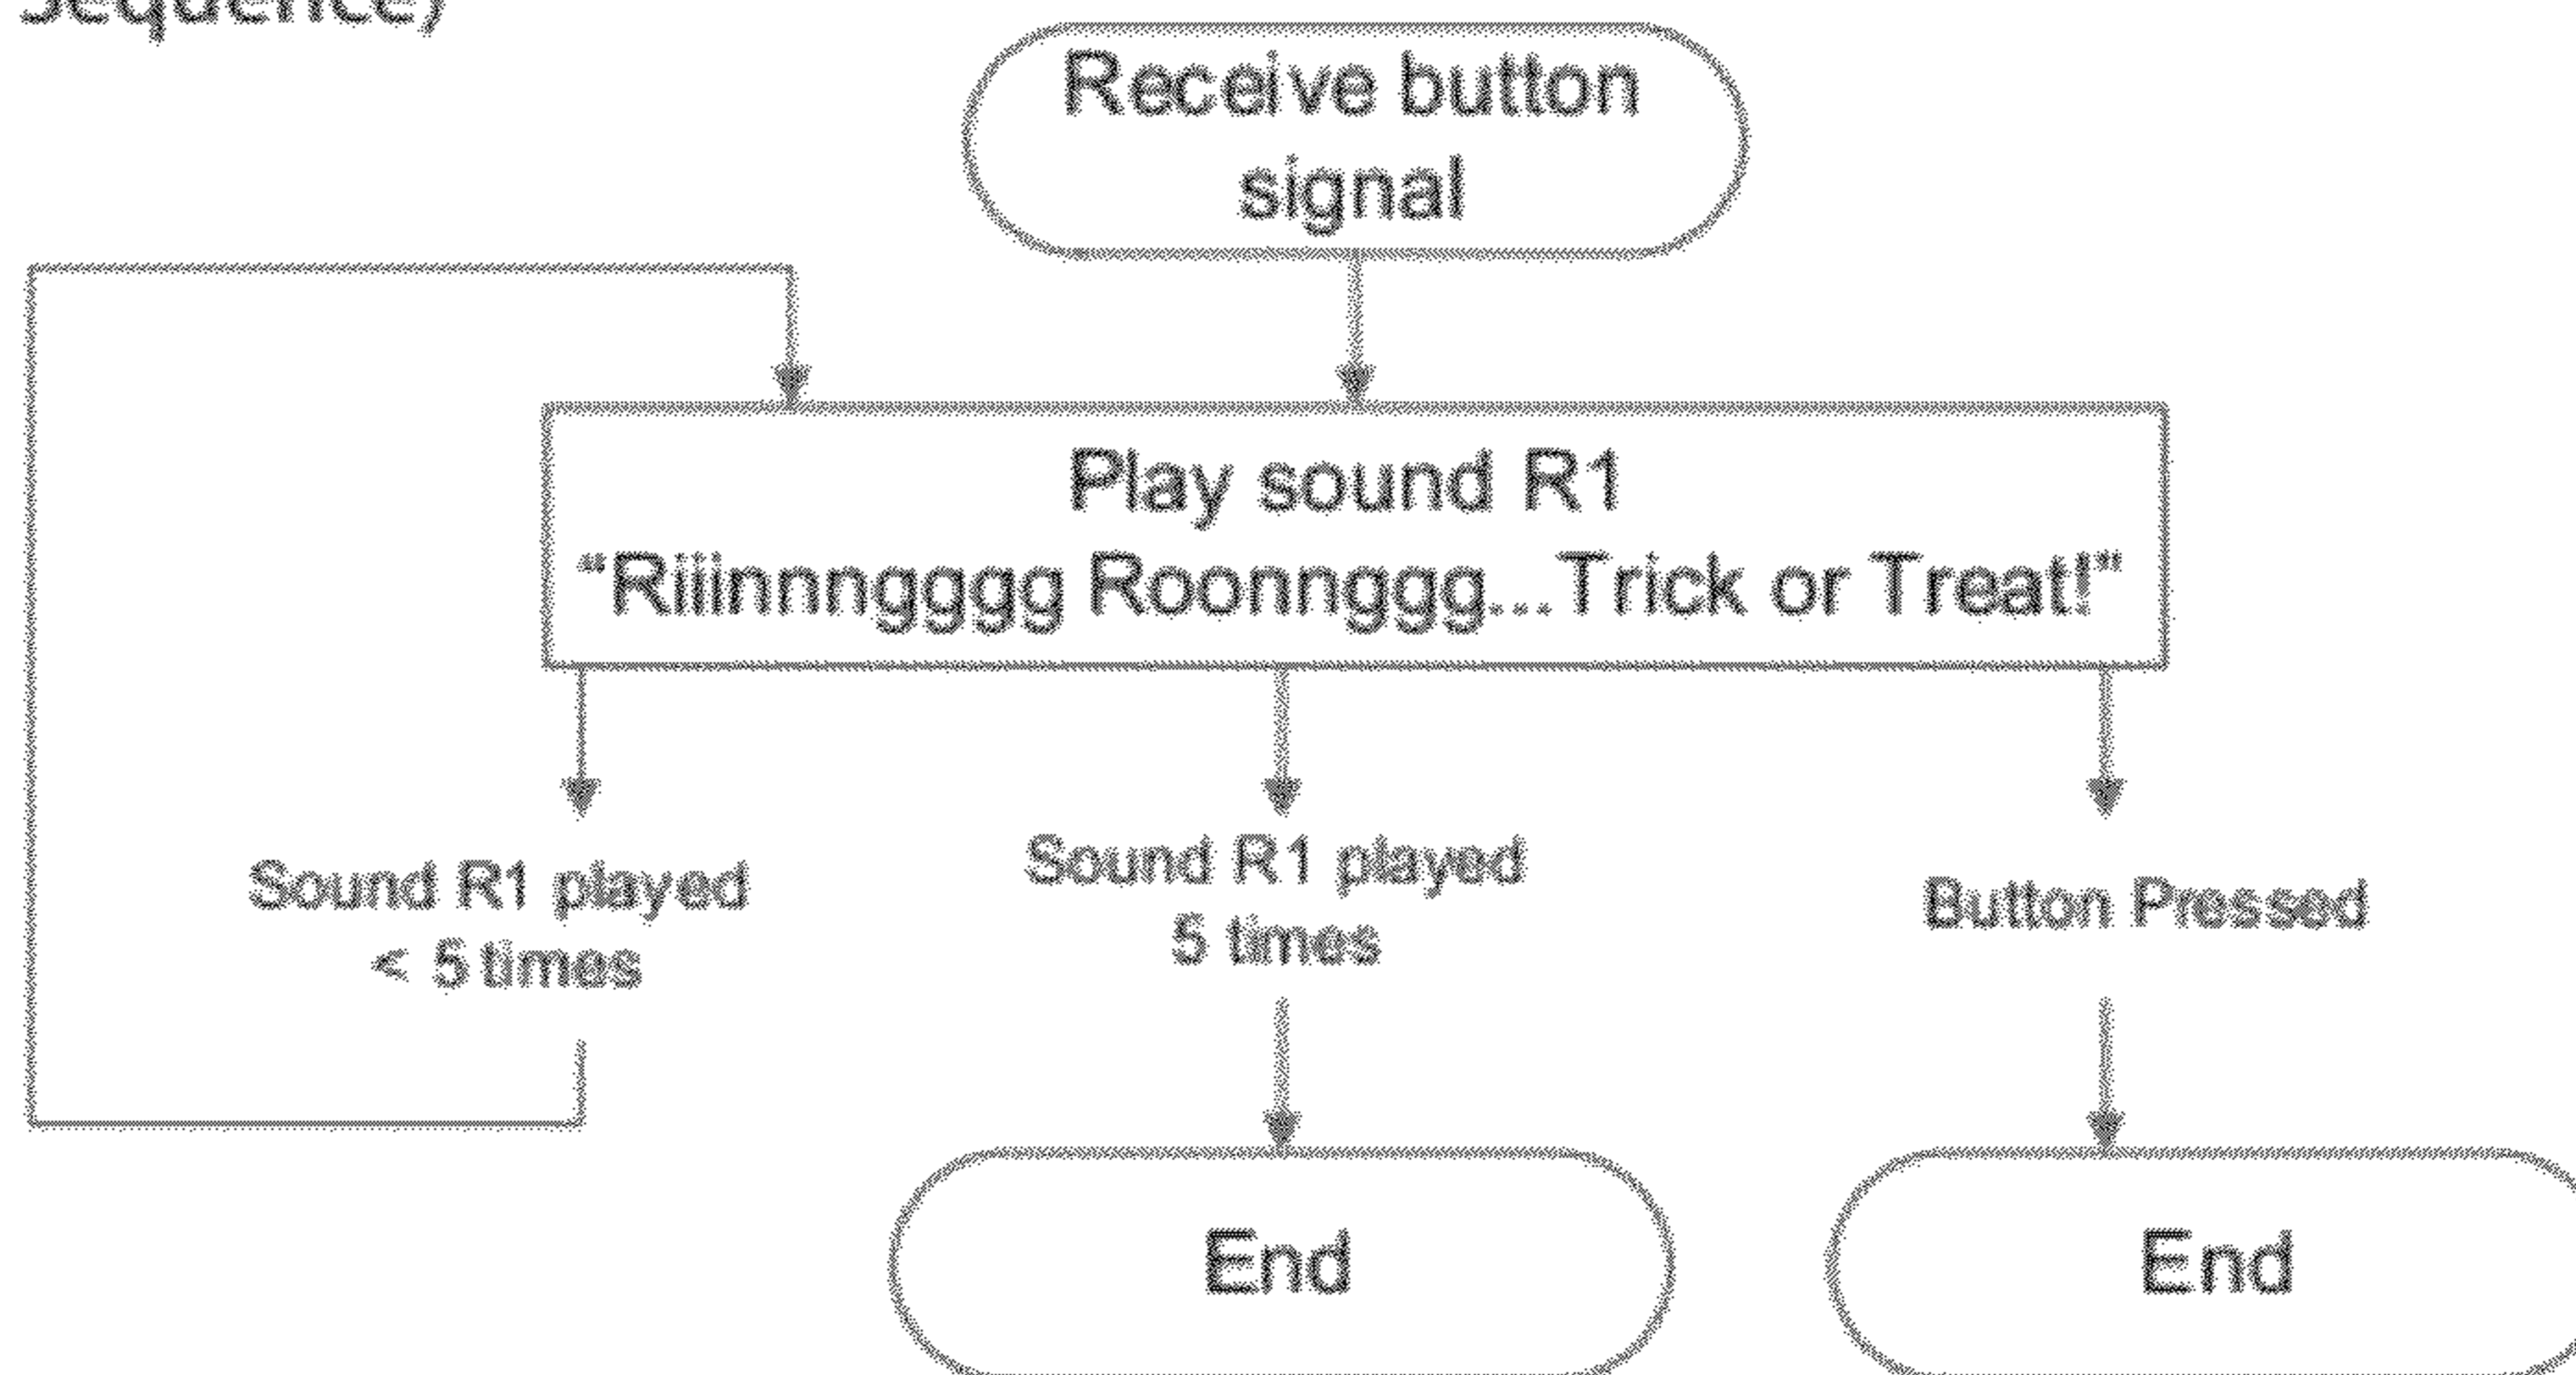 Sequence)
Receive button
signal
Play sound R1
“Riiinnngggg Roonnggg...Trick or Treat!”
Sound R1 played
< 5 times
Sound R1 played
5 times
Button Pressed
End
End